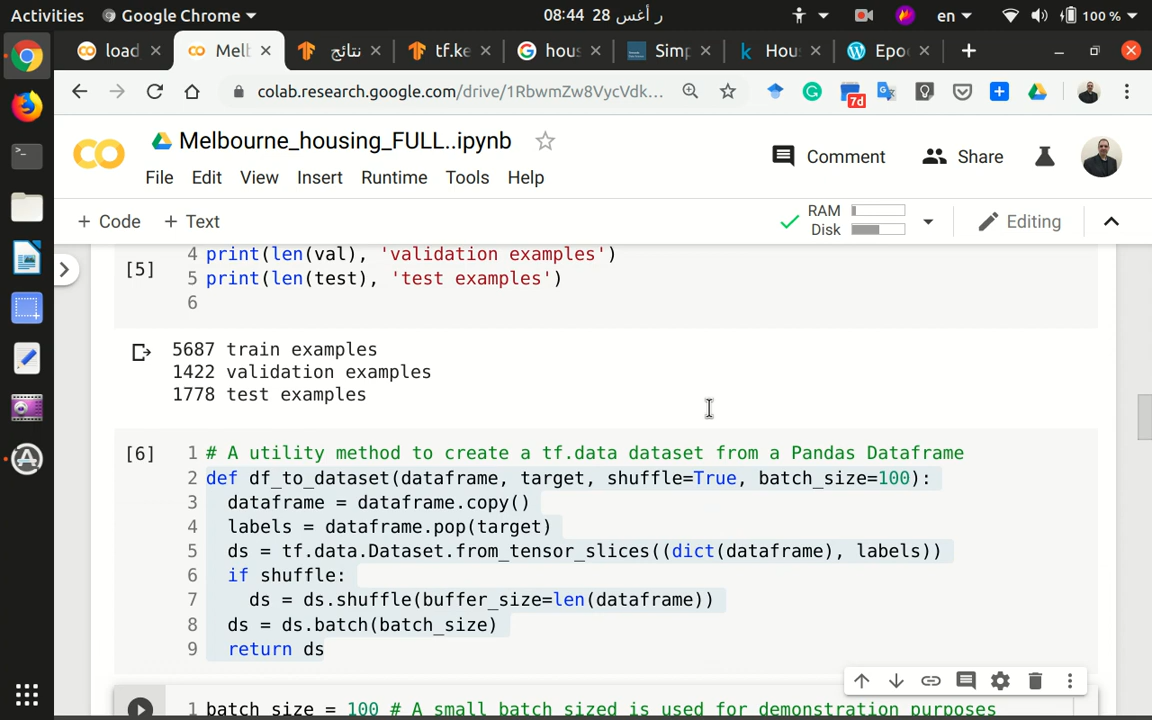 Activities Google Chrome 08:44 28 ر أغس en 100 %
load Melb نتائج tf.ke hous Simp Hou: Epoc
colab.research.google.com/drive/1RbwmZw8VycVdk... 7d
Melbourne_housing_FULL..ipynb Comment Share
File Edit View Insert Runtime Tools Help
+ Code + Text RAM Disk Editing
4 print(len(val), 'validation examples')
[5] 5 print(len(test), 'test examples')
6
5687 train examples
1422 validation examples
1778 test examples
[6] 1 # A utility method to create a tf.data dataset from a Pandas Dataframe
2 def df_to_dataset(dataframe, target, shuffle=True, batch_size=100):
3 dataframe = dataframe.copy()
4 labels = dataframe.pop(target)
5 ds = tf.data.Dataset.from_tensor_slices((dict(dataframe), labels))
6 if shuffle:
7 ds = ds.shuffle(buffer_size=len(dataframe))
8 ds = ds.batch(batch_size)
9 return ds
1 batch_size = 100 # A small batch sized is used for demonstration purposes